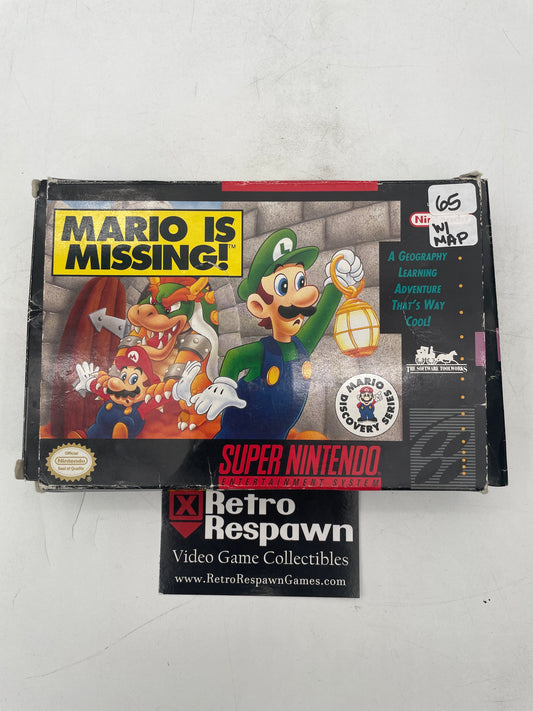 MARIO IS
MISSING!™
65
W/
MAP
A GEOGRAPHY
LEARNING
ADVENTURE
THAT'S WAY
COOL!
THE SOFTWARE TOOLWORKS
L
M
MARIO DISCOVERY SERIES
Official
Nintendo
Seal of Quality
SUPER NINTENDO
ENTERTAINMENT SYSTEM
Retro
Respawn
Video Game Collectibles
www.RetroRespawnGames.com